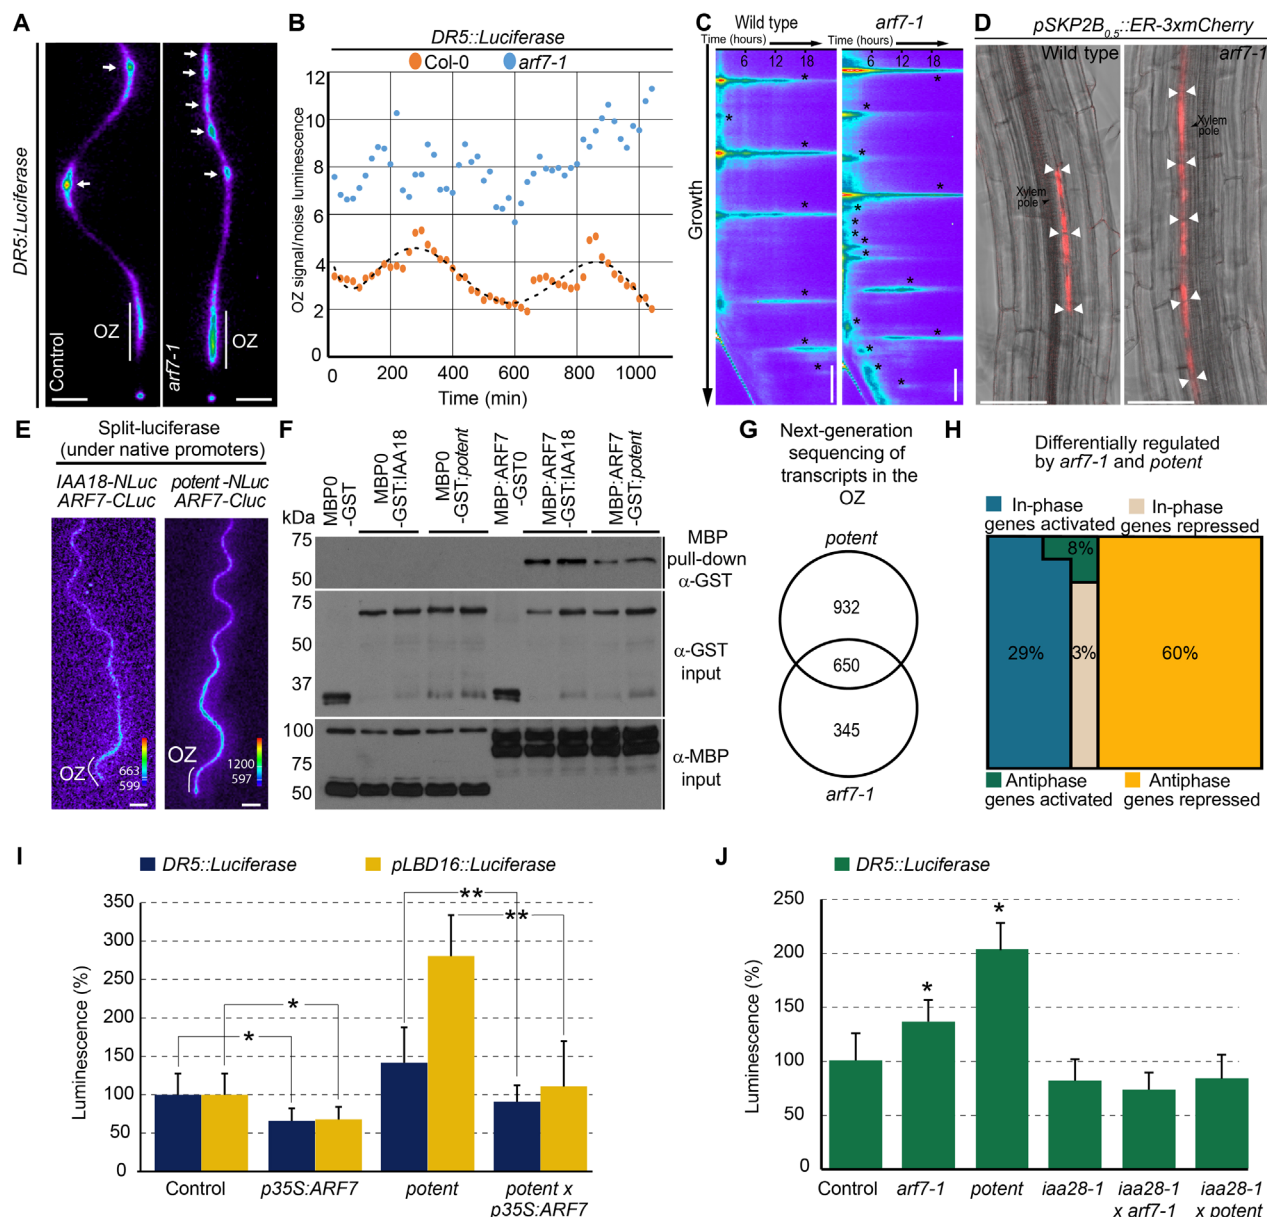 A
DR5::Luciferase
Control
OZ
arf7-1
OZ
B
DR5::Luciferase
Col-0 arf7-1
OZ signal/noise luminescence
12
10
8
6
4
2
0
0 200 400 600 800 1000
Time (min)
C
Wild type arf7-1
Time (hours) Time (hours)
6 12 18 6 12 18
Growth
* * * * * *
* * * * * * * * * * * * * * * *
D
pSKP2B0.5::ER-3xmCherry
Wild type arf7-1
Xylem pole
Xylem pole
E
Split-luciferase
(under native promoters)
IAA18-NLuc potent-NLuc
ARF7-CLuc ARF7-Cluc
OZ
663
599
OZ
1200
597
F
MBP0
-GST
MBP0
-GST:IAA18
MBP0
-GST:potent
MBP:ARF7
-GST0
MBP:ARF7
-GST:IAA18
MBP:ARF7
-GST:potent
kDa
75
50
75
50
37
100
75
50
MBP
pull-down
α-GST
α-GST
input
α-MBP
input
G
Next-generation
sequencing of
transcripts in the
OZ
potent
932
650
345
arf7-1
H
Differentially regulated
by arf7-1 and potent
In-phase
genes activated
In-phase
genes repressed
8%
29%
3%
60%
Antiphase
genes activated
Antiphase
genes repressed
I
DR5::Luciferase pLBD16::Luciferase
Luminescence (%)
350
300
250
200
150
100
50
0
* * ** **
Control p35S:ARF7 potent potent x
p35S:ARF7
J
DR5::Luciferase
Luminescence (%)
250
200
150
100
50
0
* *
Control arf7-1 potent iaa28-1 iaa28-1 iaa28-1
x arf7-1 x potent